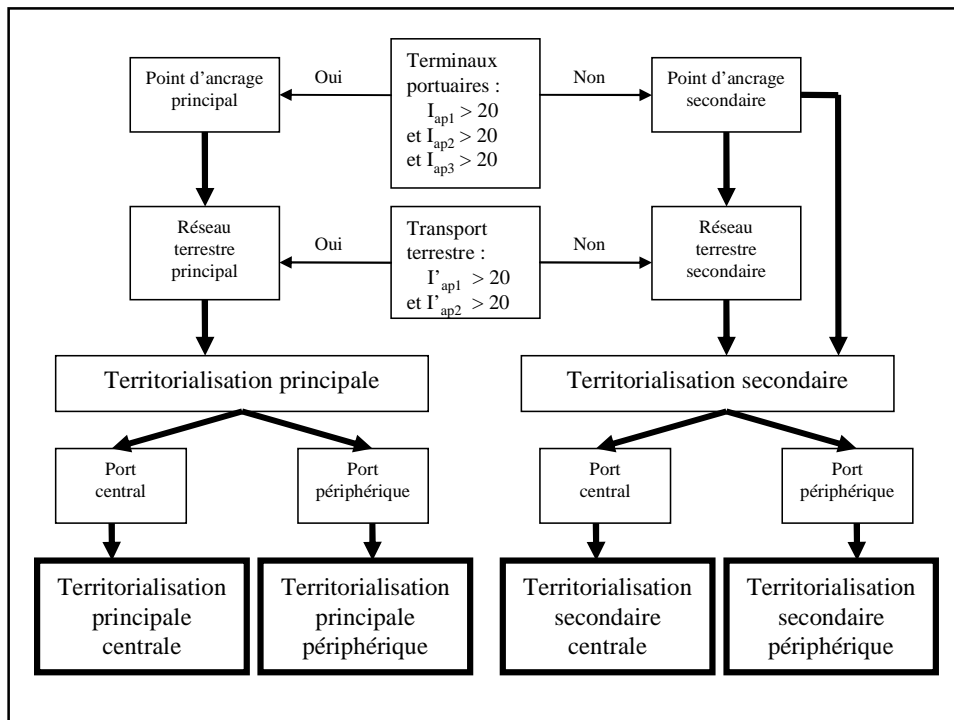 Point d'ancrage
principal
Oui
Terminaux
portuaires :
I_ap1 > 20
et I_ap2 > 20
et I_ap3 > 20
Non
Point d'ancrage
secondaire
Réseau
terrestre
principal
Oui
Transport
terrestre :
I'_ap1 > 20
et I'_ap2 > 20
Non
Réseau
terrestre
secondaire
Territorialisation principale
Territorialisation secondaire
Port
central
Port
périphérique
Port
central
Port
périphérique
Territorialisation
principale
centrale
Territorialisation
principale
périphérique
Territorialisation
secondaire
centrale
Territorialisation
secondaire
périphérique